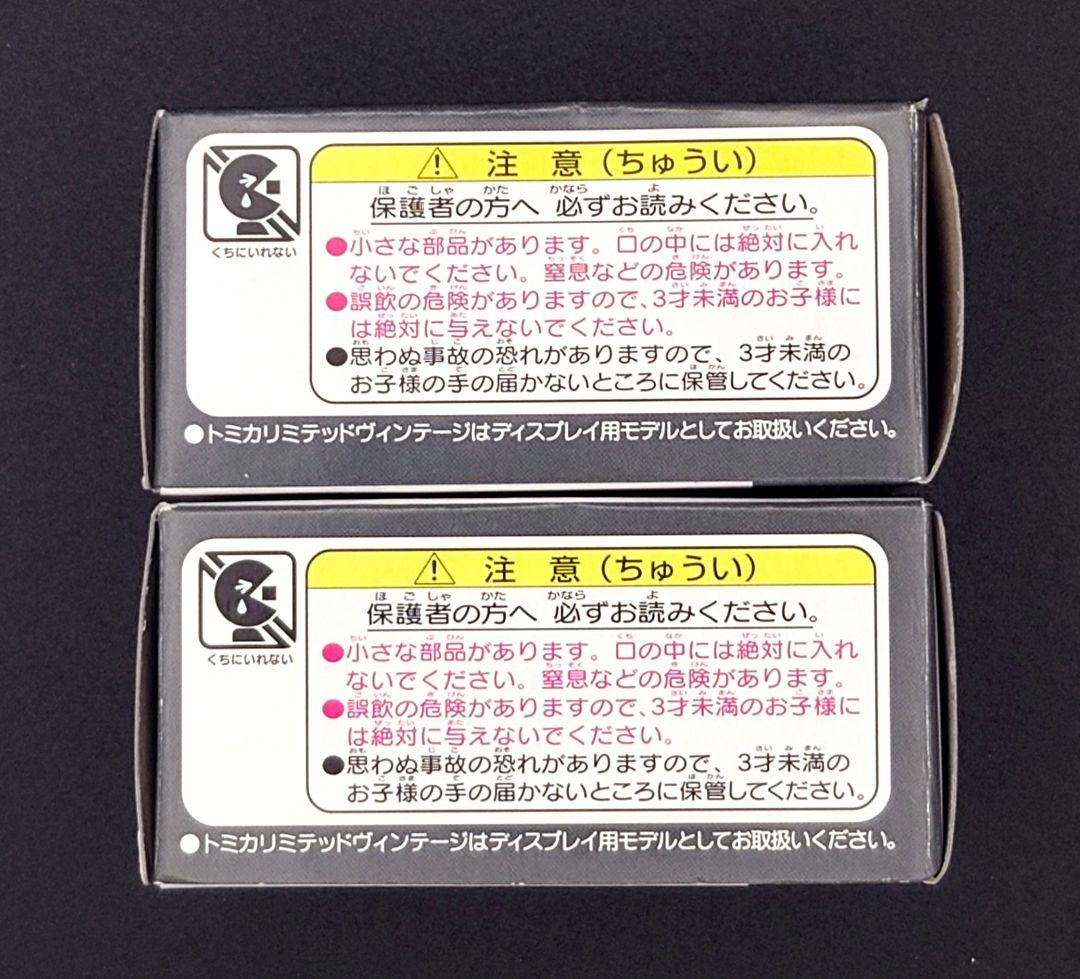 注 意（ちゅうい）
保護者の方へ 必ずお読みください。
くちにいれない
●小さな部品があります。口の中には絶対に入れ
ないでください。窒息などの危険があります。
●誤飲の危険がありますので、3才未満のお子様に
は絶対に与えないでください。
●思わぬ事故の恐れがありますので、3才未満の
お子様の手の届かないところに保管してください。
●トミカリミテッドヴィンテージはディスプレイ用モデルとしてお取扱いください。
注 意（ちゅうい）
保護者の方へ 必ずお読みください。
くちにいれない
●小さな部品があります。口の中には絶対に入れ
ないでください。窒息などの危険があります。
●誤飲の危険がありますので、3才未満のお子様に
は絶対に与えないでください。
●思わぬ事故の恐れがありますので、3才未満の
お子様の手の届かないところに保管してください。
●トミカリミテッドヴィンテージはディスプレイ用モデルとしてお取扱いください。